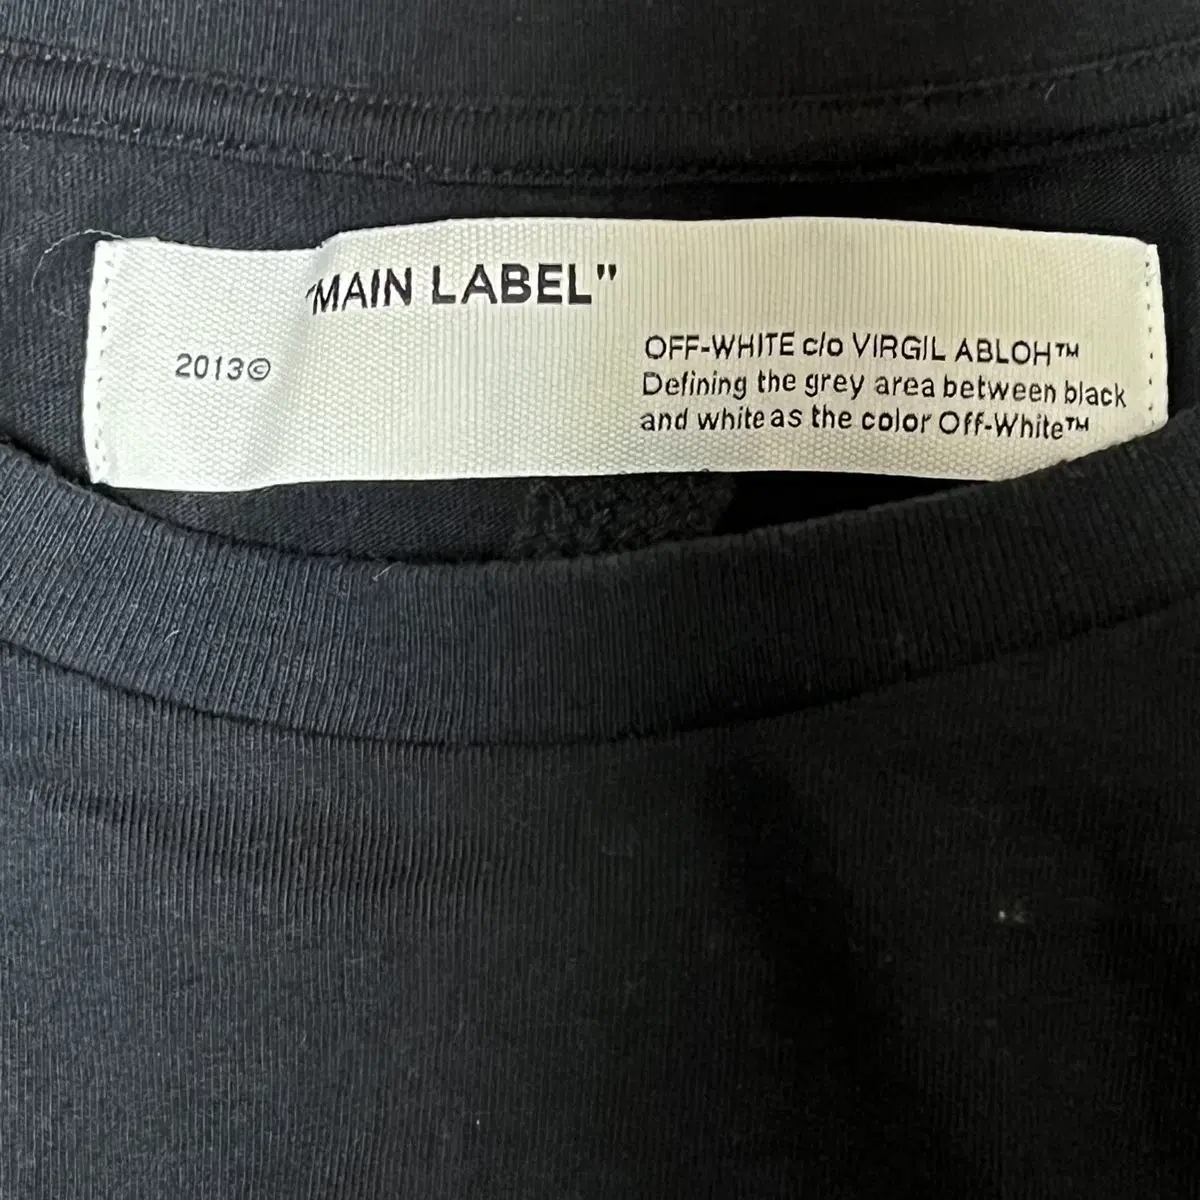 "MAIN LABEL"
2013©
OFF-WHITE c/o VIRGIL ABLOH™
Defining the grey area between black
and white as the color Off-White™